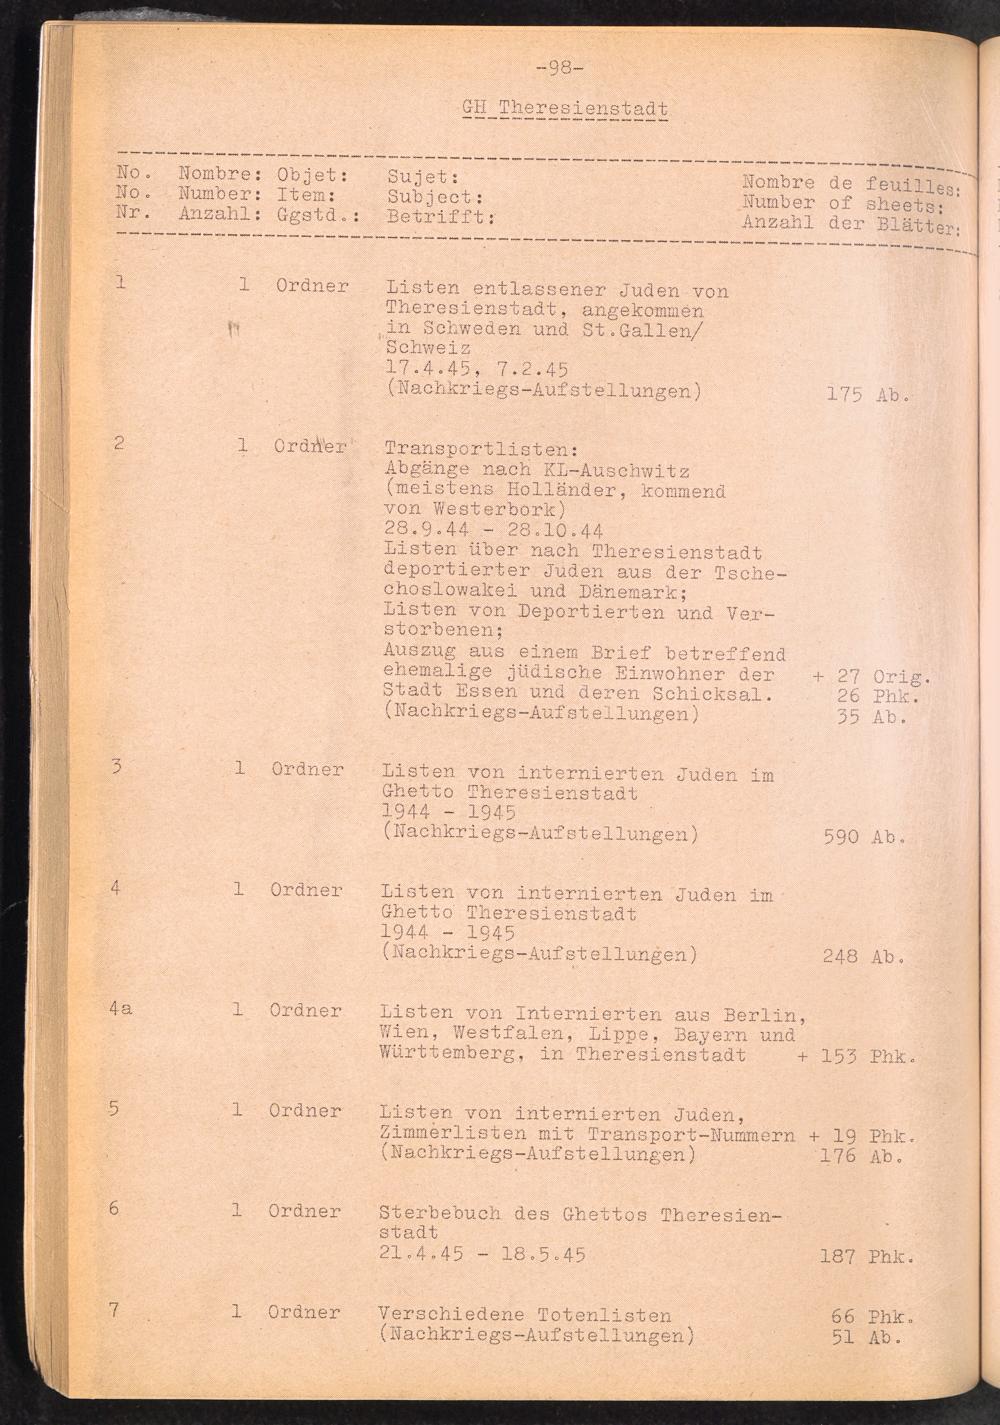 -98-
GH Theresienstadt
No. Nombre: Objet: Sujet: Nombre de feuilles:
No. Number: Item: Subject: Number of sheets:
Nr. Anzahl: Ggstd.: Betrifft: Anzahl der Blätter:
1 1 Ordner Listen entlassener Juden von
Theresienstadt, angekommen
in Schweden und St.Gallen/
Schweiz
17.4.45, 7.2.45
(Nachkriegs-Aufstellungen) 175 Ab.
2 1 Ordner Transportlisten:
Abgänge nach KL-Auschwitz
(meistens Holländer, kommend
von Westerbork)
28.9.44 - 28.10.44
Listen über nach Theresienstadt
deportierter Juden aus der Tsche-
choslowakei und Dänemark;
Listen von Deportierten und Ver-
storbenen;
Auszug aus einem Brief betreffend
ehemalige jüdische Einwohner der + 27 Orig.
Stadt Essen und deren Schicksal. 26 Phk.
(Nachkriegs-Aufstellungen) 35 Ab.
3 1 Ordner Listen von internierten Juden im
Ghetto Theresienstadt
1944 - 1945
(Nachkriegs-Aufstellungen) 590 Ab.
4 1 Ordner Listen von internierten Juden im
Ghetto Theresienstadt
1944 - 1945
(Nachkriegs-Aufstellungen) 248 Ab.
4a 1 Ordner Listen von Internierten aus Berlin,
Wien, Westfalen, Lippe, Bayern und
Württemberg, in Theresienstadt + 153 Phk.
5 1 Ordner Listen von internierten Juden,
Zimmerlisten mit Transport-Nummern + 19 Phk.
(Nachkriegs-Aufstellungen) 176 Ab.
6 1 Ordner Sterbebuch des Ghettos Theresien-
stadt
21.4.45 - 18.5.45 187 Phk.
7 1 Ordner Verschiedene Totenlisten 66 Phk.
(Nachkriegs-Aufstellungen) 51 Ab.